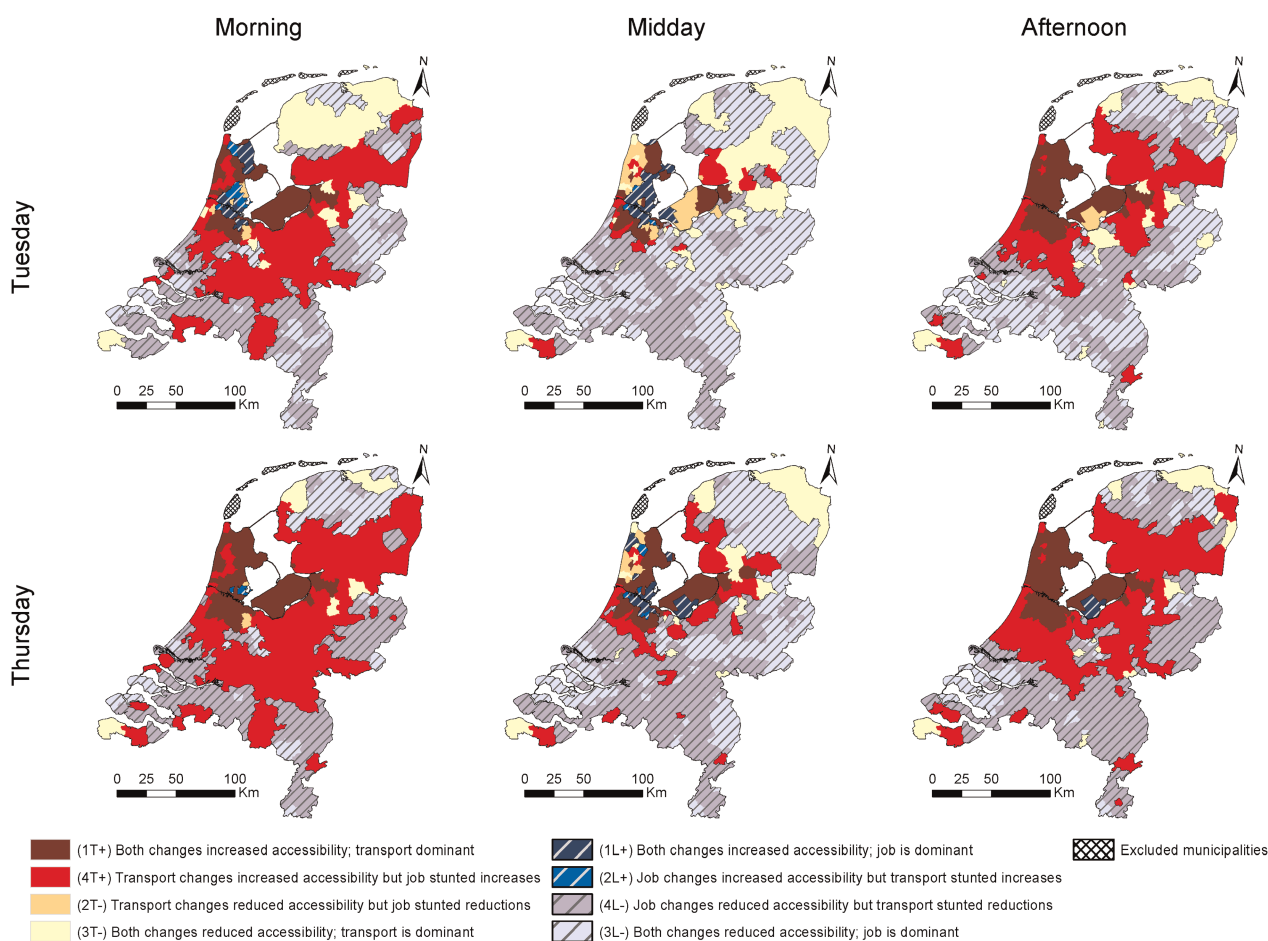 Morning
Midday
Afternoon
Tuesday
N
N
N
0 25 50 100
Km
0 25 50 100
Km
0 25 50 100
Km
Thursday
N
N
N
0 25 50 100
Km
0 25 50 100
Km
0 25 50 100
Km
(1T+) Both changes increased accessibility; transport dominant
(1L+) Both changes increased accessibility; job is dominant
Excluded municipalities
(4T+) Transport changes increased accessibility but job stunted increases
(2L+) Job changes increased accessibility but transport stunted increases
(2T-) Transport changes reduced accessibility but job stunted reductions
(4L-) Job changes reduced accessibility but transport stunted reductions
(3T-) Both changes reduced accessibility; transport is dominant
(3L-) Both changes reduced accessibility; job is dominant